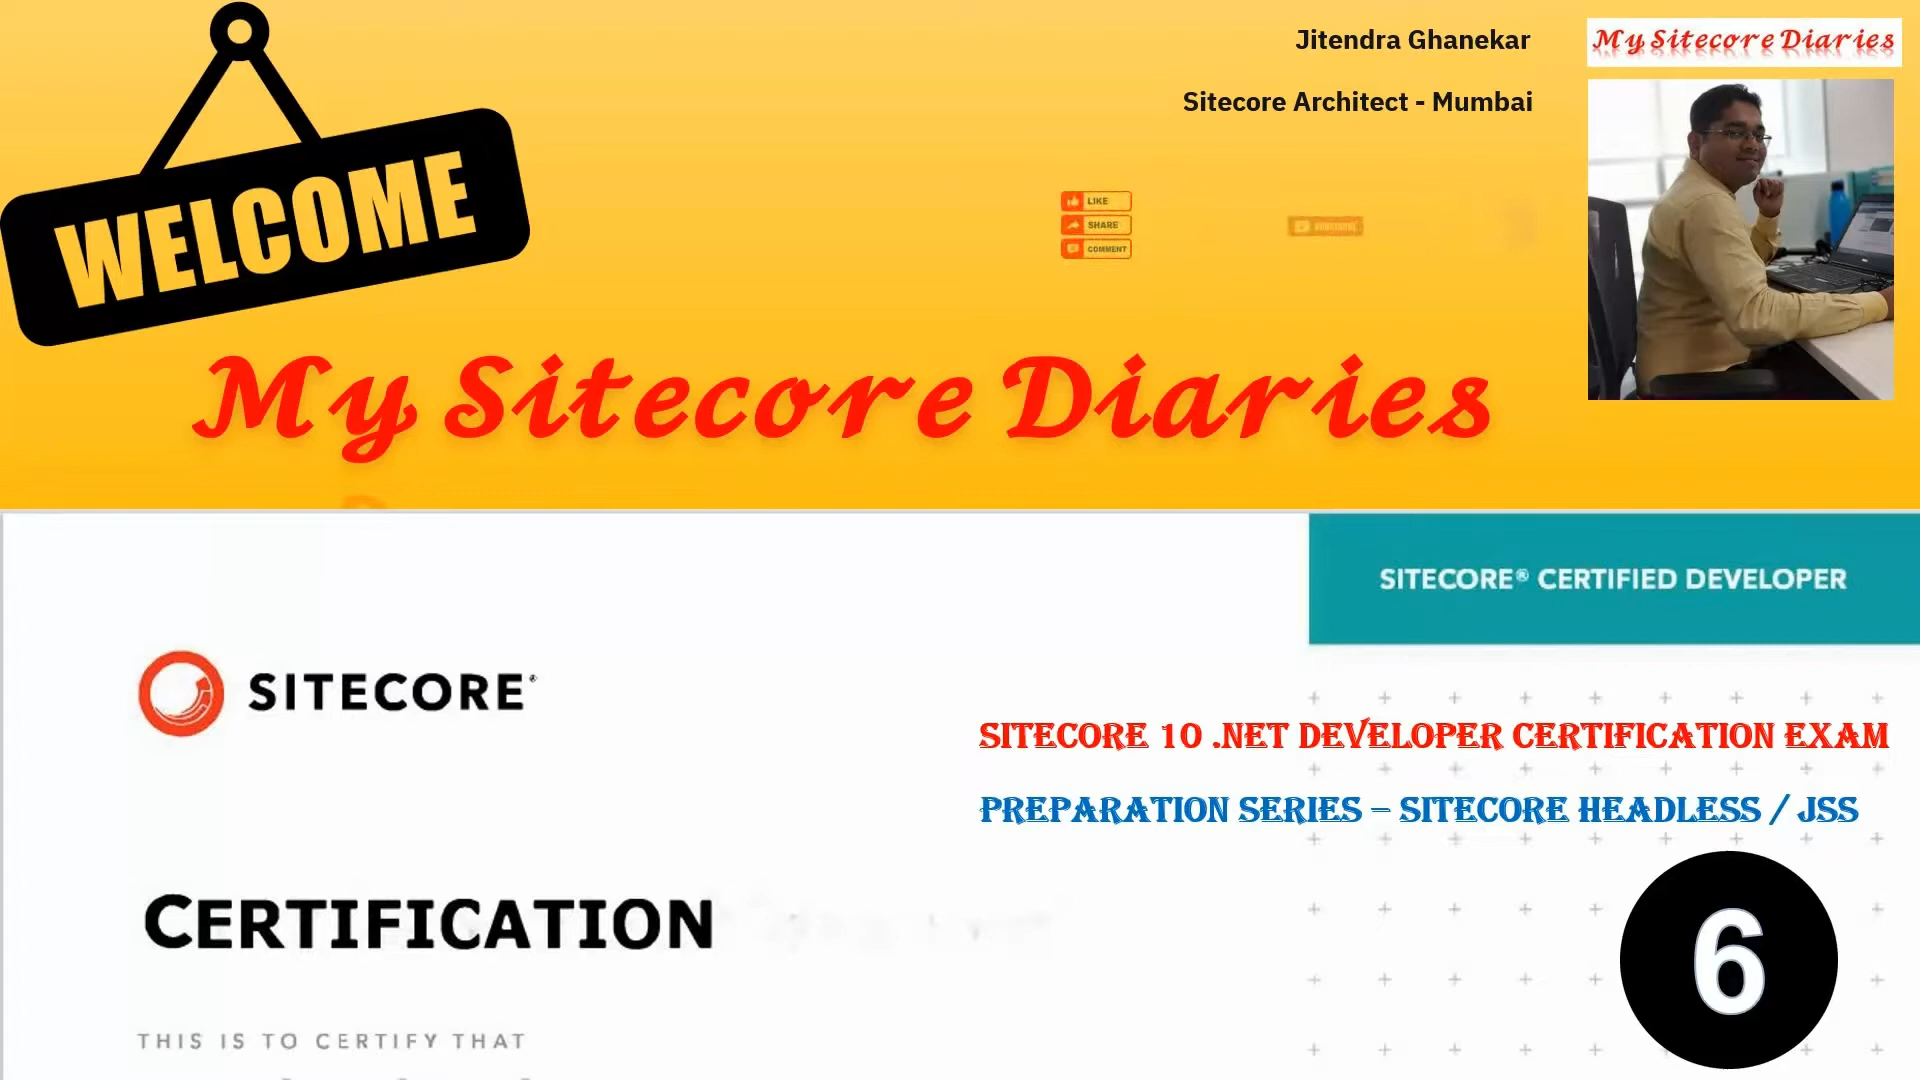 WELCOME
Jitendra Ghanekar
Sitecore Architect - Mumbai
My Sitecore Diaries
LIKE
SHARE
COMMENT
My Sitecore Diaries
SITECORE® CERTIFIED DEVELOPER
SITECORE
SITECORE 10 .NET DEVELOPER CERTIFICATION EXAM
PREPARATION SERIES – SITECORE HEADLESS / JSS
CERTIFICATION
6
THIS IS TO CERTIFY THAT